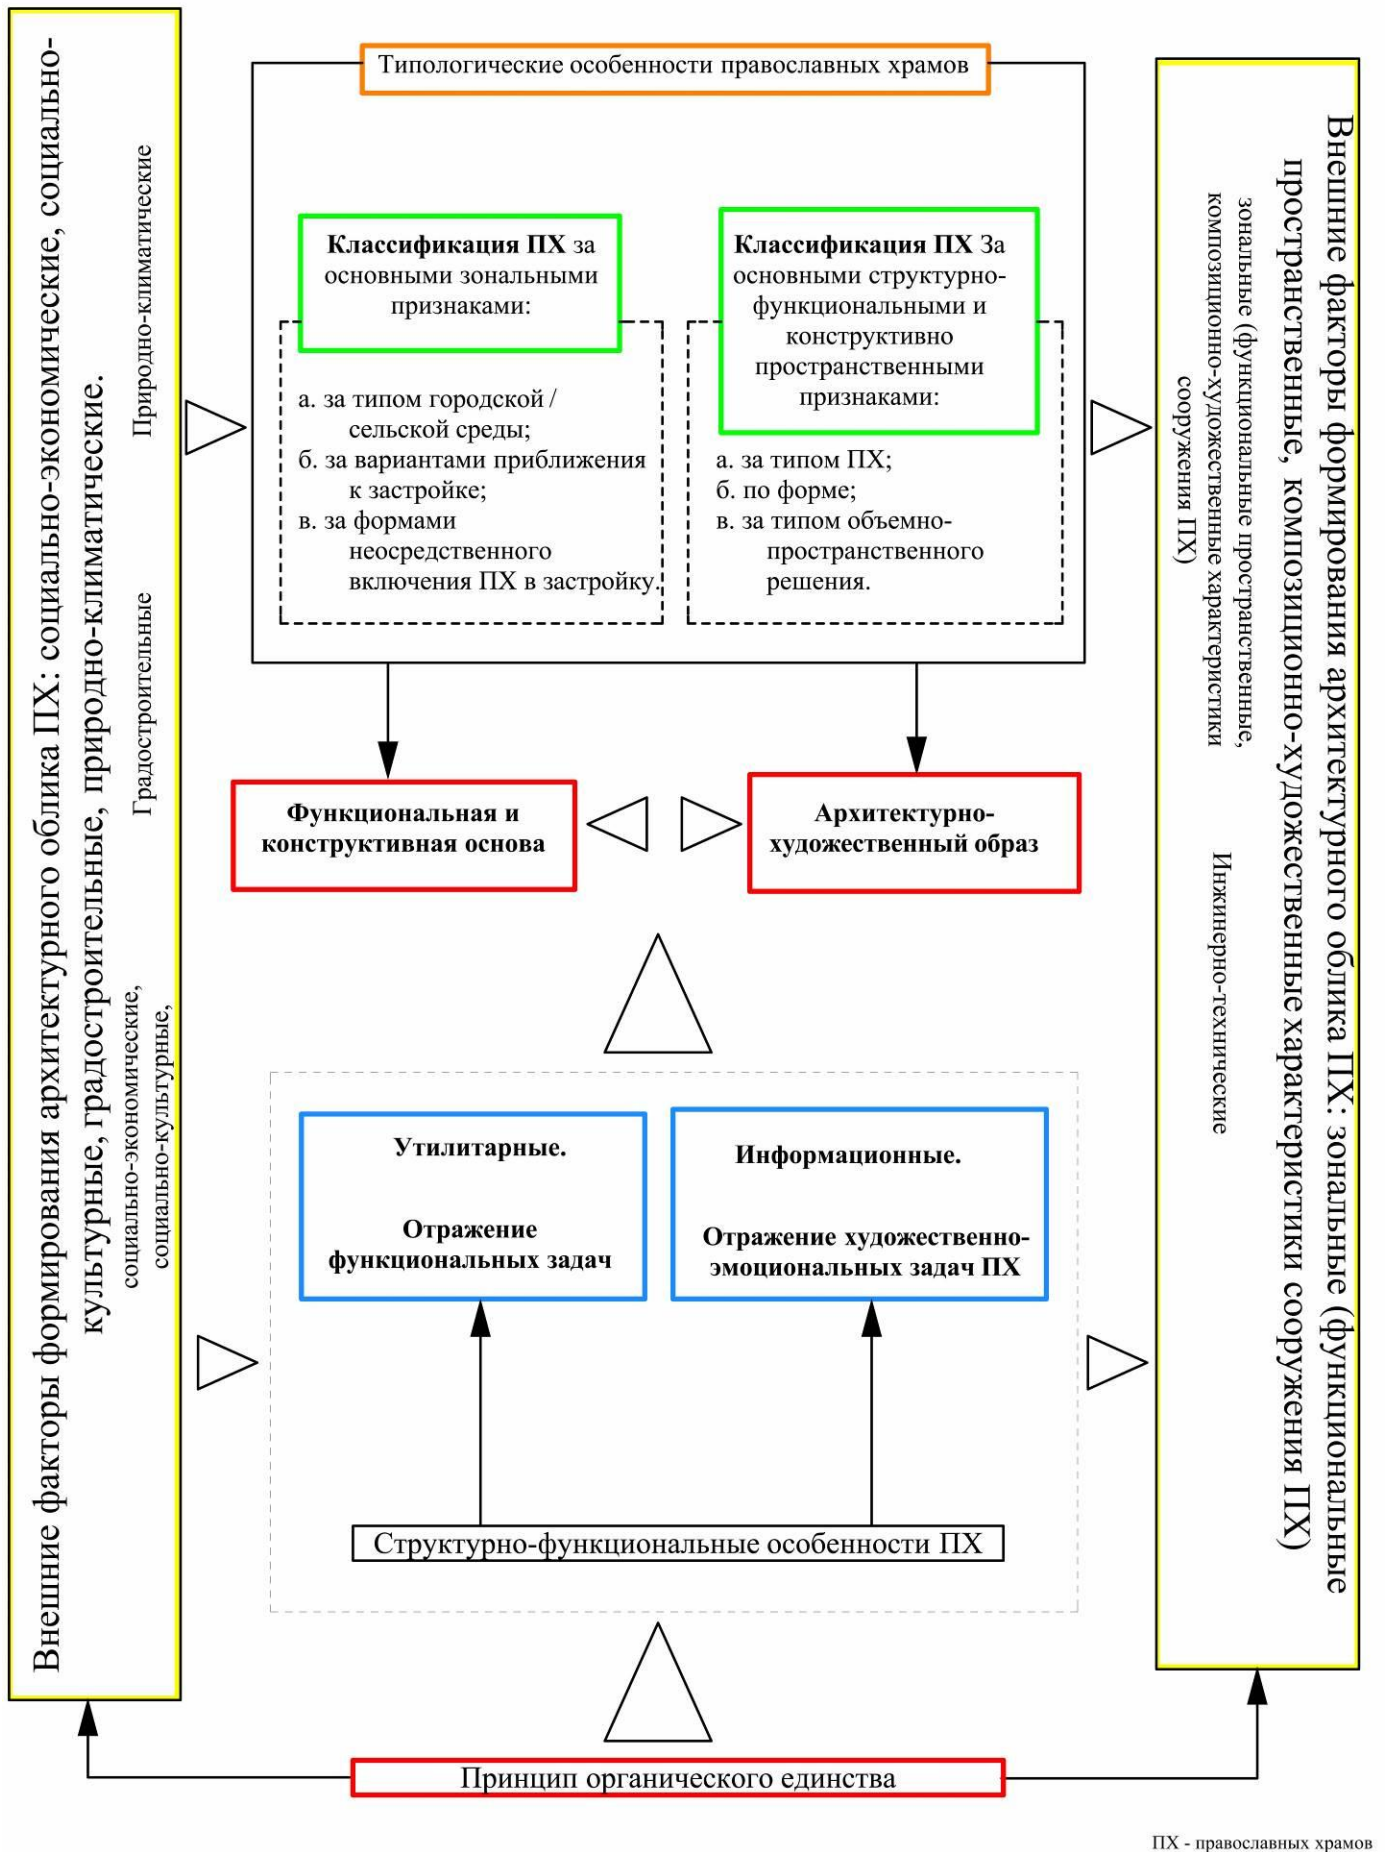 Внешние факторы формирования архитектурного облика ПХ: социально-экономические, социально-
культурные, градостроительные, природно-климатические.
Природно-климатические
Градостроительные
социально-экономические,
социально-культурные,
Типологические особенности православных храмов
Классификация ПХ за
основными зональными
признаками:
а. за типом городской /
сельской среды;
б. за вариантами приближения
к застройке;
в. за формами
неосредственного
включения ПХ в застройку.
Классификация ПХ За
основными структурно-
функциональными и
конструктивно
пространственными
признаками:
а. за типом ПХ;
б. по форме;
в. за типом объемно-
пространственного
решения.
Функциональная и
конструктивная основа
Архитектурно-
художественный образ
Утилитарные.
Отражение
функциональных задач
Информационные.
Отражение художественно-
эмоциональных задач ПХ
Структурно-функциональные особенности ПХ
Принцип органического единства
Внешние факторы формирования архитектурного облика ПХ: зональные (функциональные
пространственные, композиционно-художественные характеристики сооружения ПХ)
зональные (функциональные пространственные,
композиционно-художественные характеристики
сооружения ПХ)
Инжинерно-технические
ПХ - православных храмов